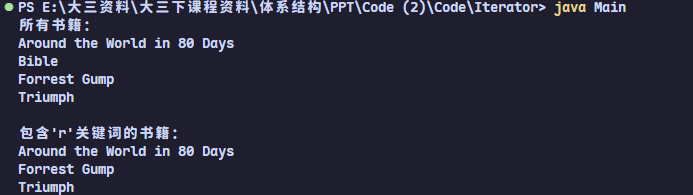 PS E:\大三资料\大三下课程资料\体系结构\PPT\Code (2)\Code\Iterator> java Main
所有书籍：
Around the World in 80 Days
Bible
Forrest Gump
Triumph
包含'r'关键词的书籍：
Around the World in 80 Days
Forrest Gump
Triumph